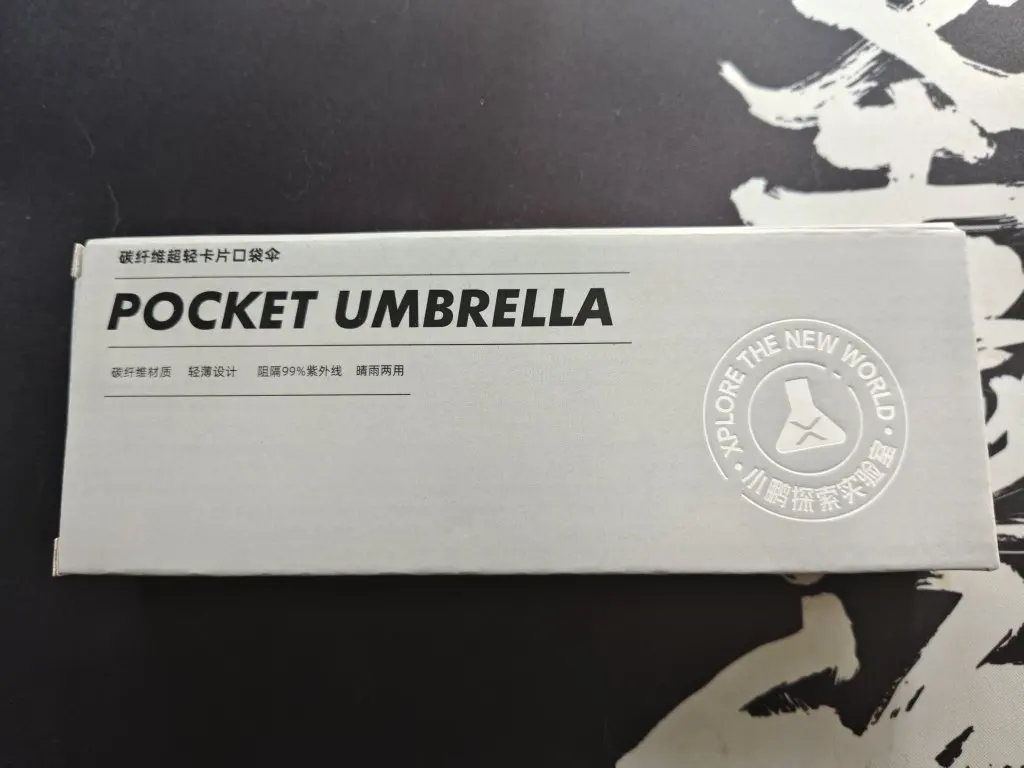 碳纤维超轻卡片口袋伞
POCKET UMBRELLA
碳纤维材质 轻薄设计 阻隔99%紫外线 晴雨两用
XPLORE THE NEW WORLD
·小鹏探索实验室·